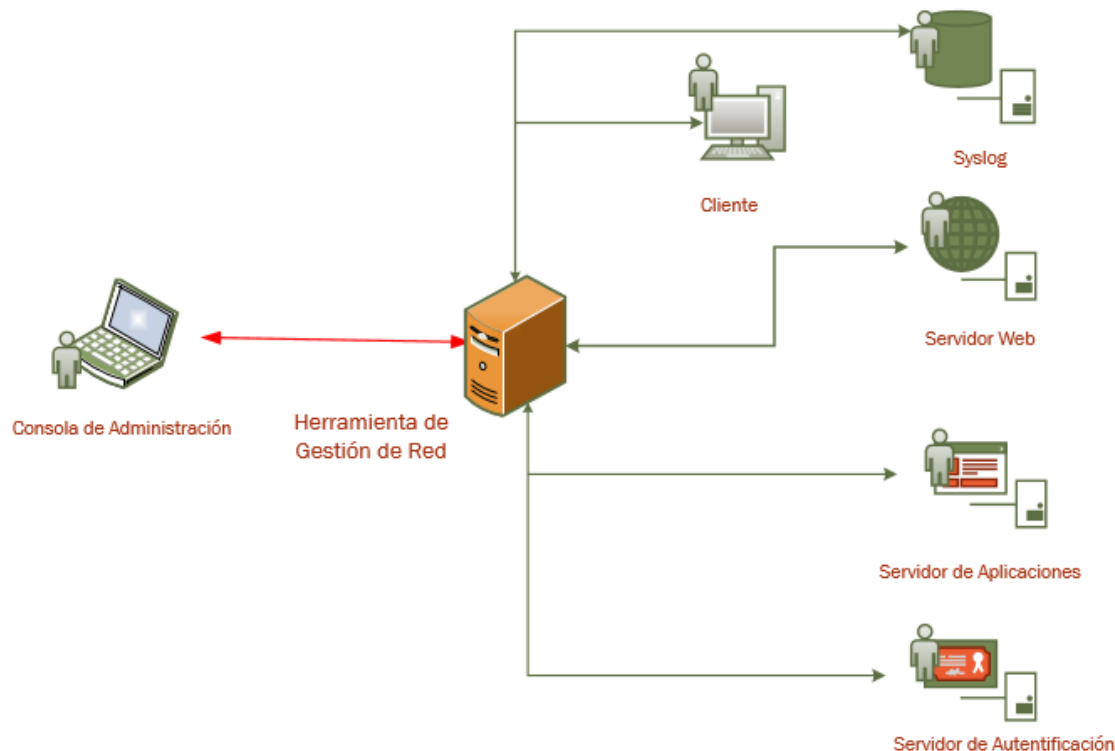 Syslog
Cliente
Servidor Web
Consola de Administración
Herramienta de
Gestión de Red
Servidor de Aplicaciones
Servidor de Autentificación